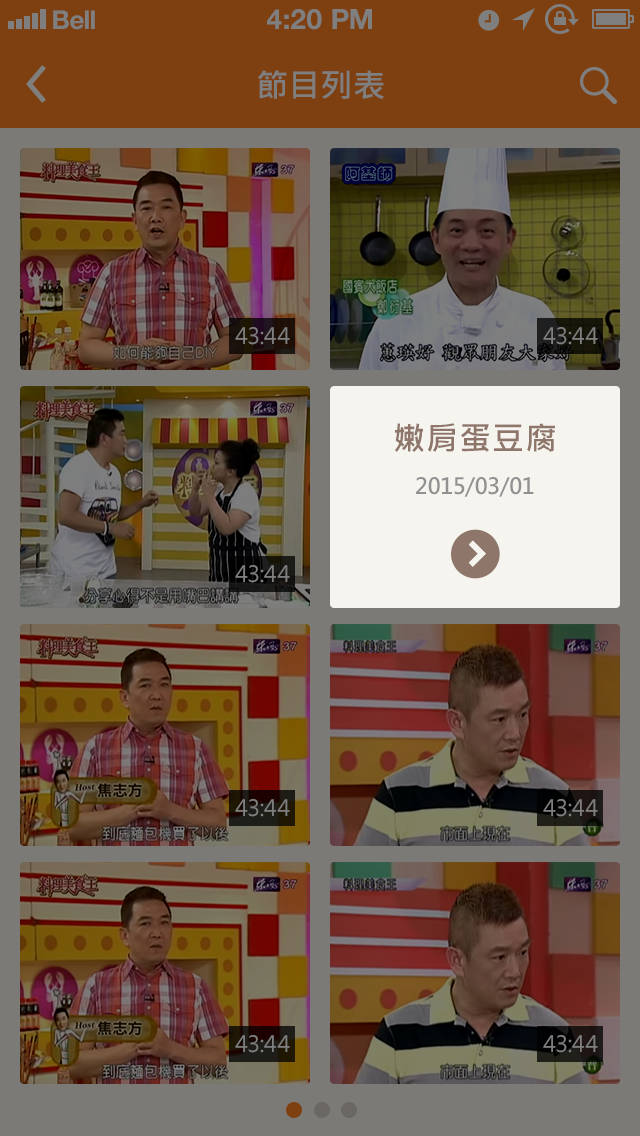 Bell 4:20 PM
節目列表
料理美食王 東風 37
43:44
如何能夠自己DIY
阿基師
國賓大飯店
鄭衍基
43:44
蕙瑛好 觀眾朋友大家好
料理美食王 東風 37
43:44
分享心得不是用嘴巴講講
嫩肩蛋豆腐
2015/03/01
料理美食王 東風 37
Host 焦志方
43:44
到底麵包機買了以後
料理美食王 東風 37
43:44
市面上現在
料理美食王 東風 37
Host 焦志方
43:44
到底麵包機買了以後
料理美食王 東風 37
43:44
市面上現在